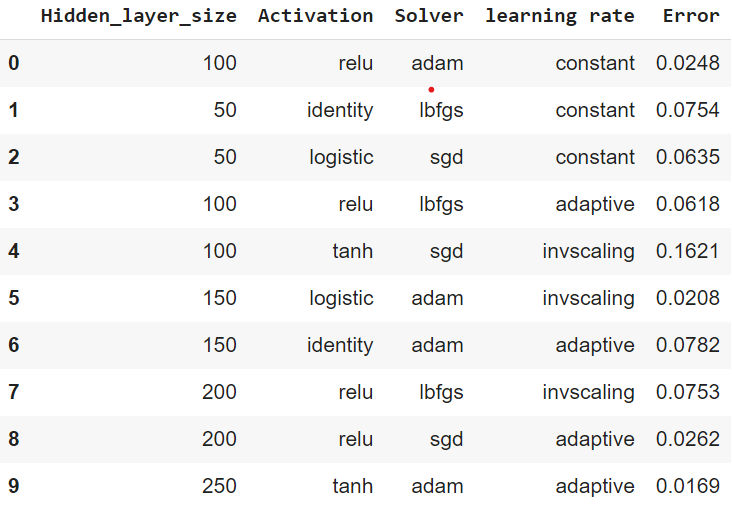 Hidden_layer_size Activation Solver learning rate Error
0 100 relu adam constant 0.0248
1 50 identity lbfgs constant 0.0754
2 50 logistic sgd constant 0.0635
3 100 relu lbfgs adaptive 0.0618
4 100 tanh sgd invscaling 0.1621
5 150 logistic adam invscaling 0.0208
6 150 identity adam adaptive 0.0782
7 200 relu lbfgs invscaling 0.0753
8 200 relu sgd adaptive 0.0262
9 250 tanh adam adaptive 0.0169